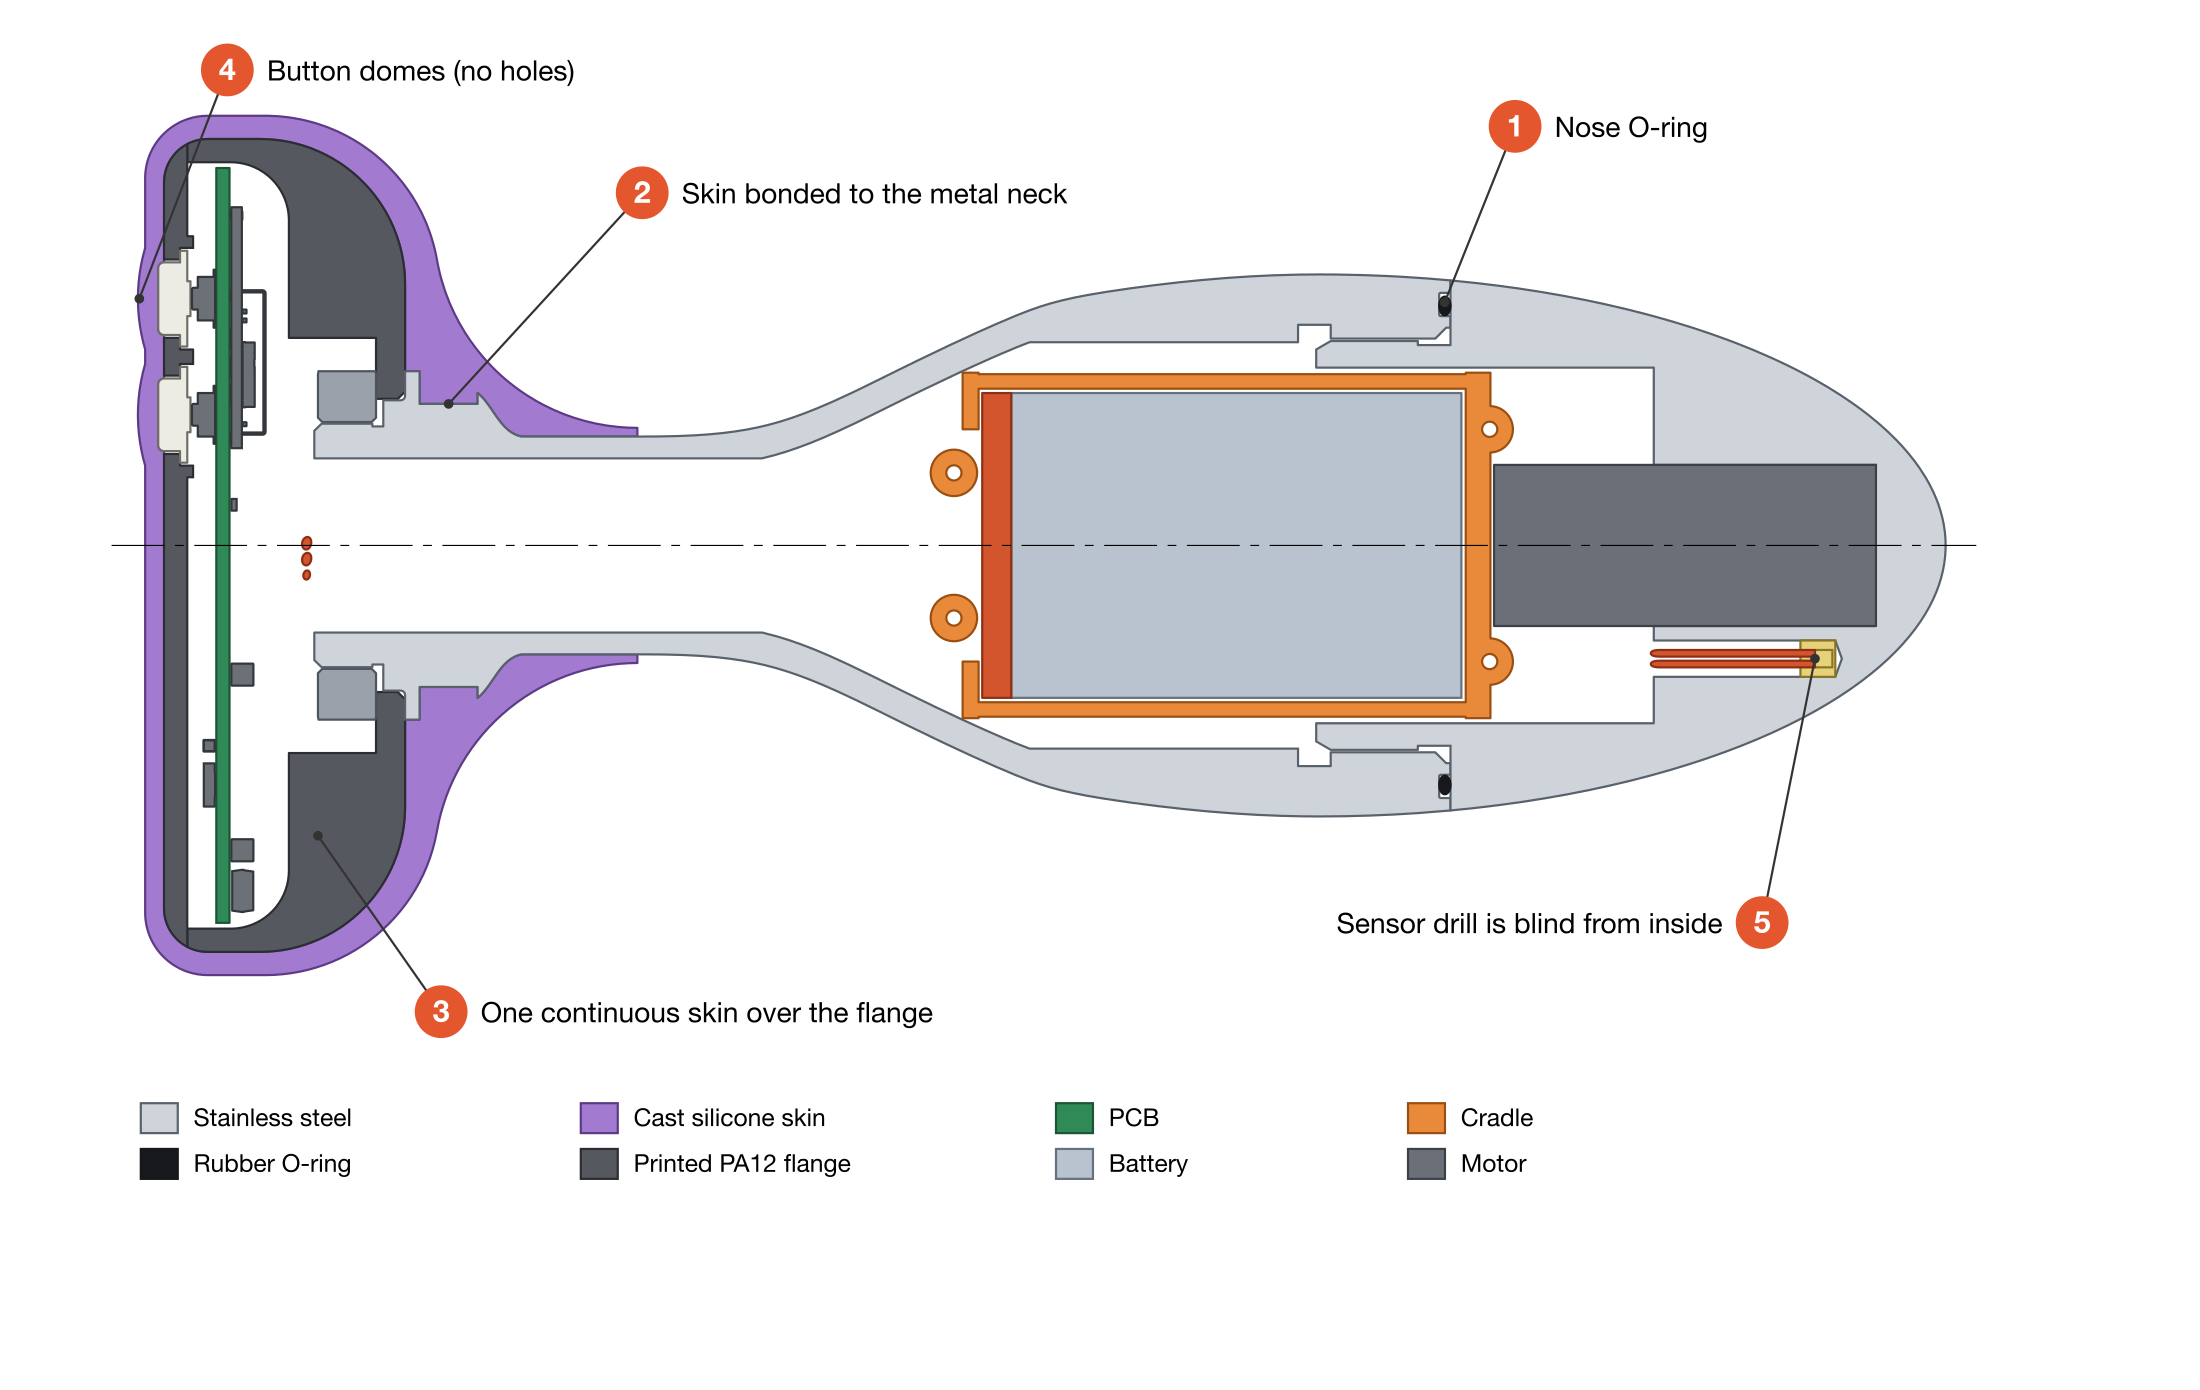 4 Button domes (no holes)
1 Nose O-ring
2 Skin bonded to the metal neck
Sensor drill is blind from inside 5
3 One continuous skin over the flange
Stainless steel
Cast silicone skin
PCB
Cradle
Rubber O-ring
Printed PA12 flange
Battery
Motor